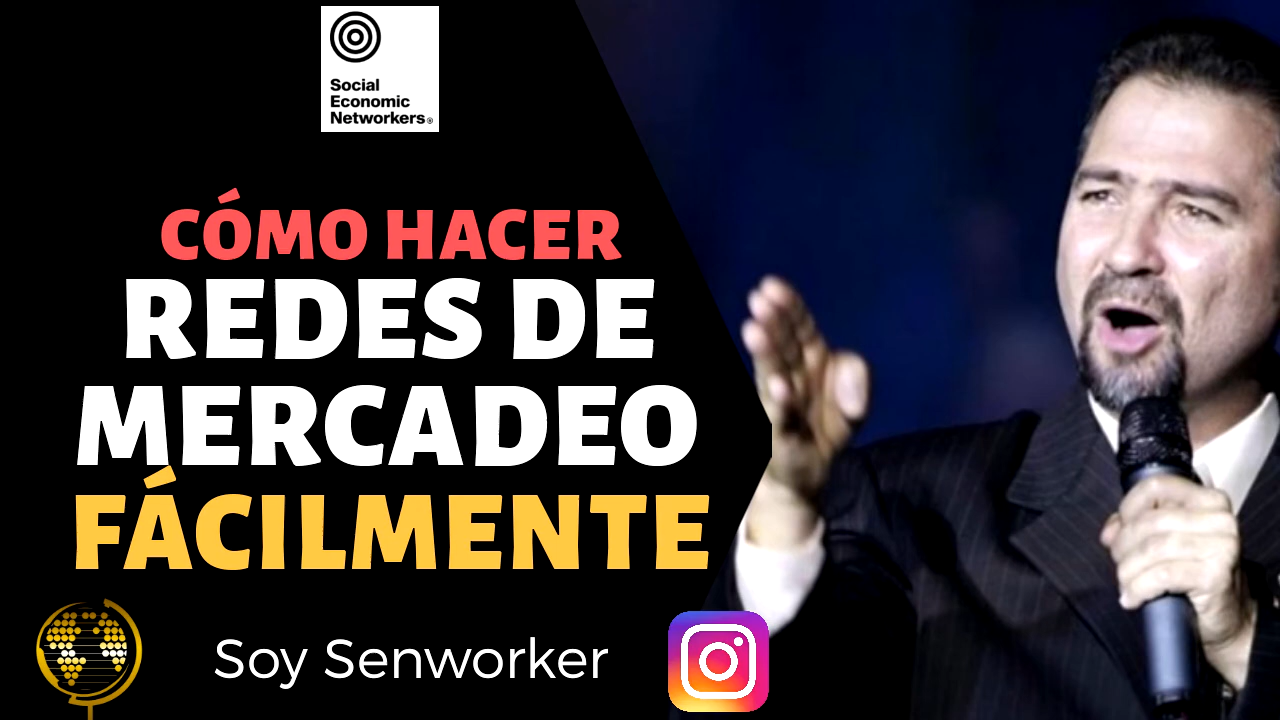 Social
Economic
Networkers®
CÓMO HACER
REDES DE
MERCADEO
FÁCILMENTE
Soy Senworker